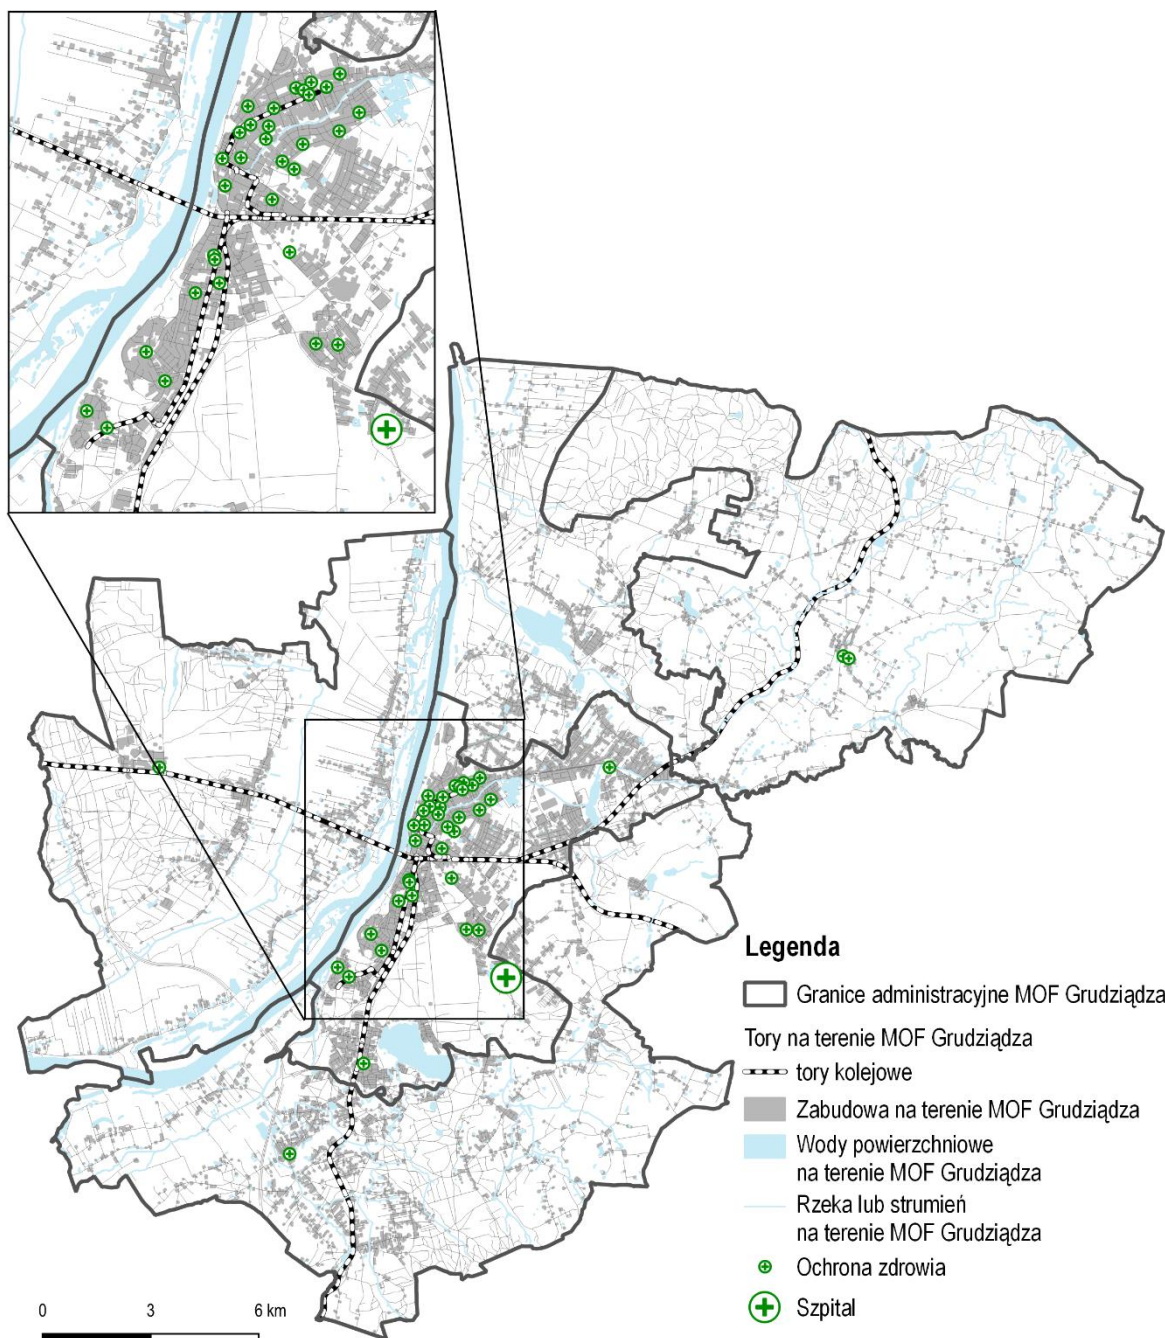 Legenda
Granice administracyjne MOF Grudziądza
Tory na terenie MOF Grudziądza
tory kolejowe
Zabudowa na terenie MOF Grudziądza
Wody powierzchniowe
na terenie MOF Grudziądza
Rzeka lub strumień
na terenie MOF Grudziądza
Ochrona zdrowia
Szpital
0 3 6 km